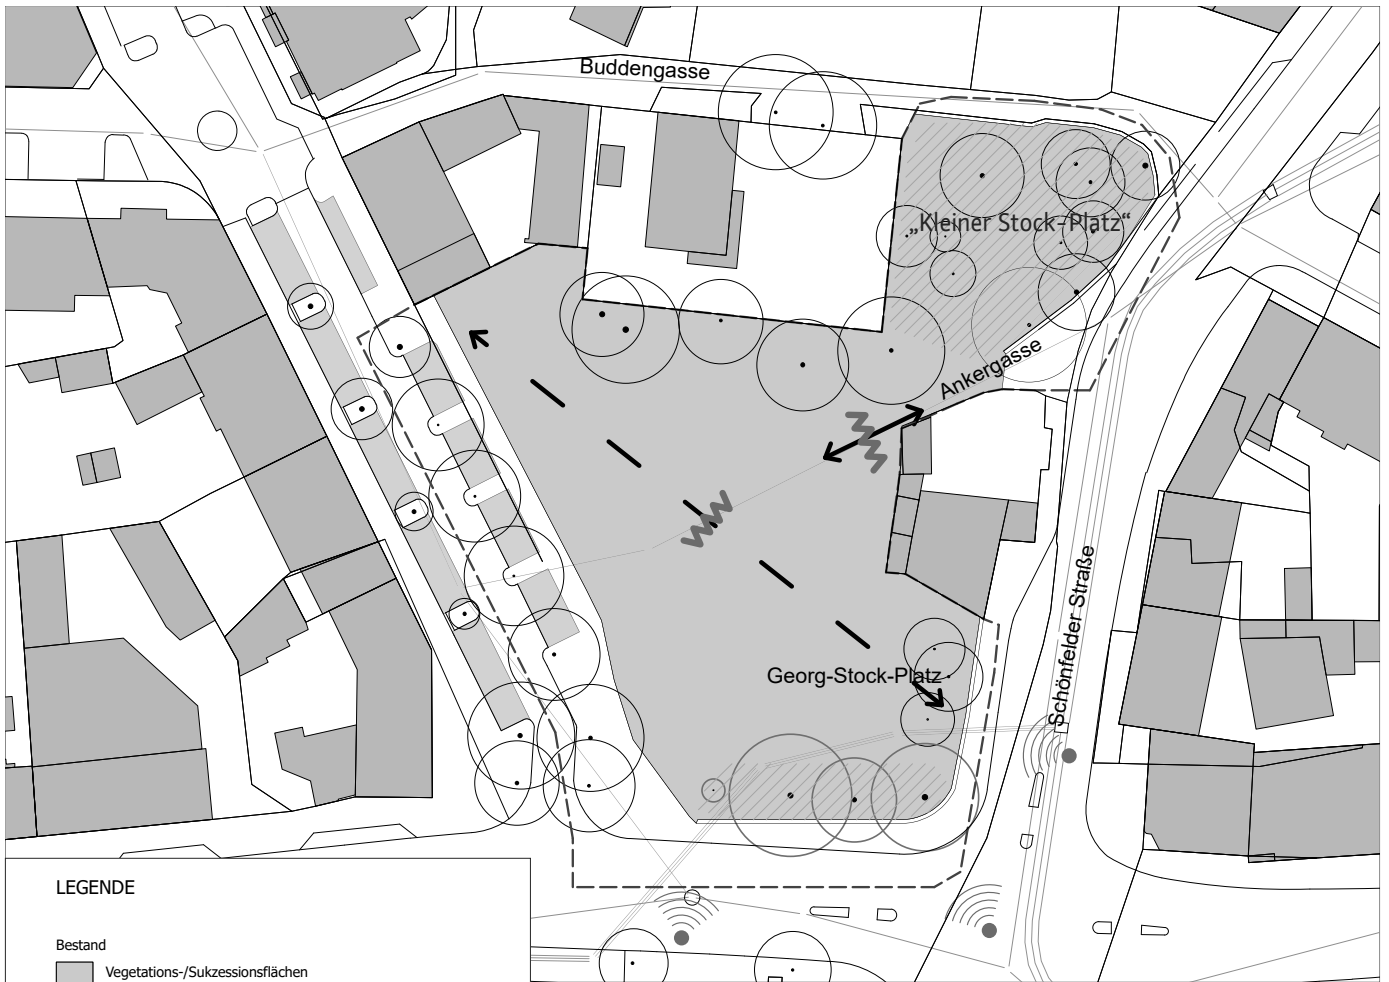 Buddengasse
„Kleiner Stock-Platz“
Ankergasse
Schönfelder Straße
Georg-Stock-Platz
LEGENDE
Bestand
Vegetations-/Sukzessionsflächen